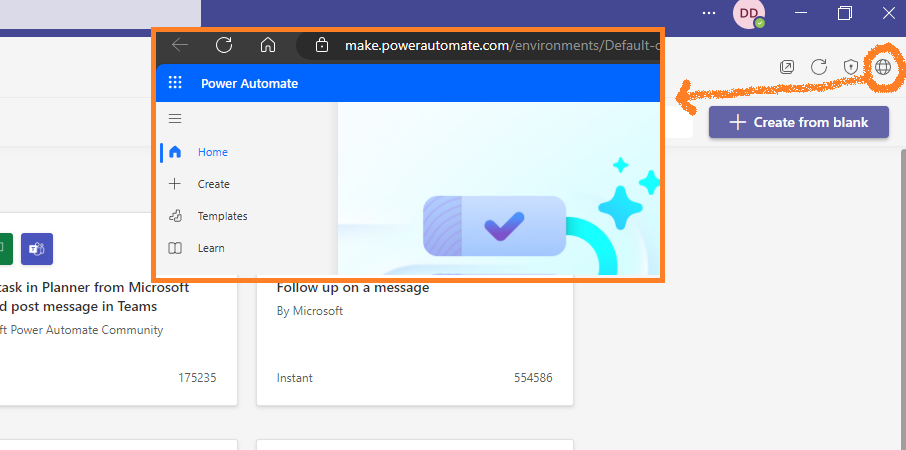 DD
make.powerautomate.com/environments/Default-
Power Automate
Create from blank
Home
Create
Templates
Learn
task in Planner from Microsoft
d post message in Teams
ft Power Automate Community
175235
Follow up on a message
By Microsoft
Instant
554586